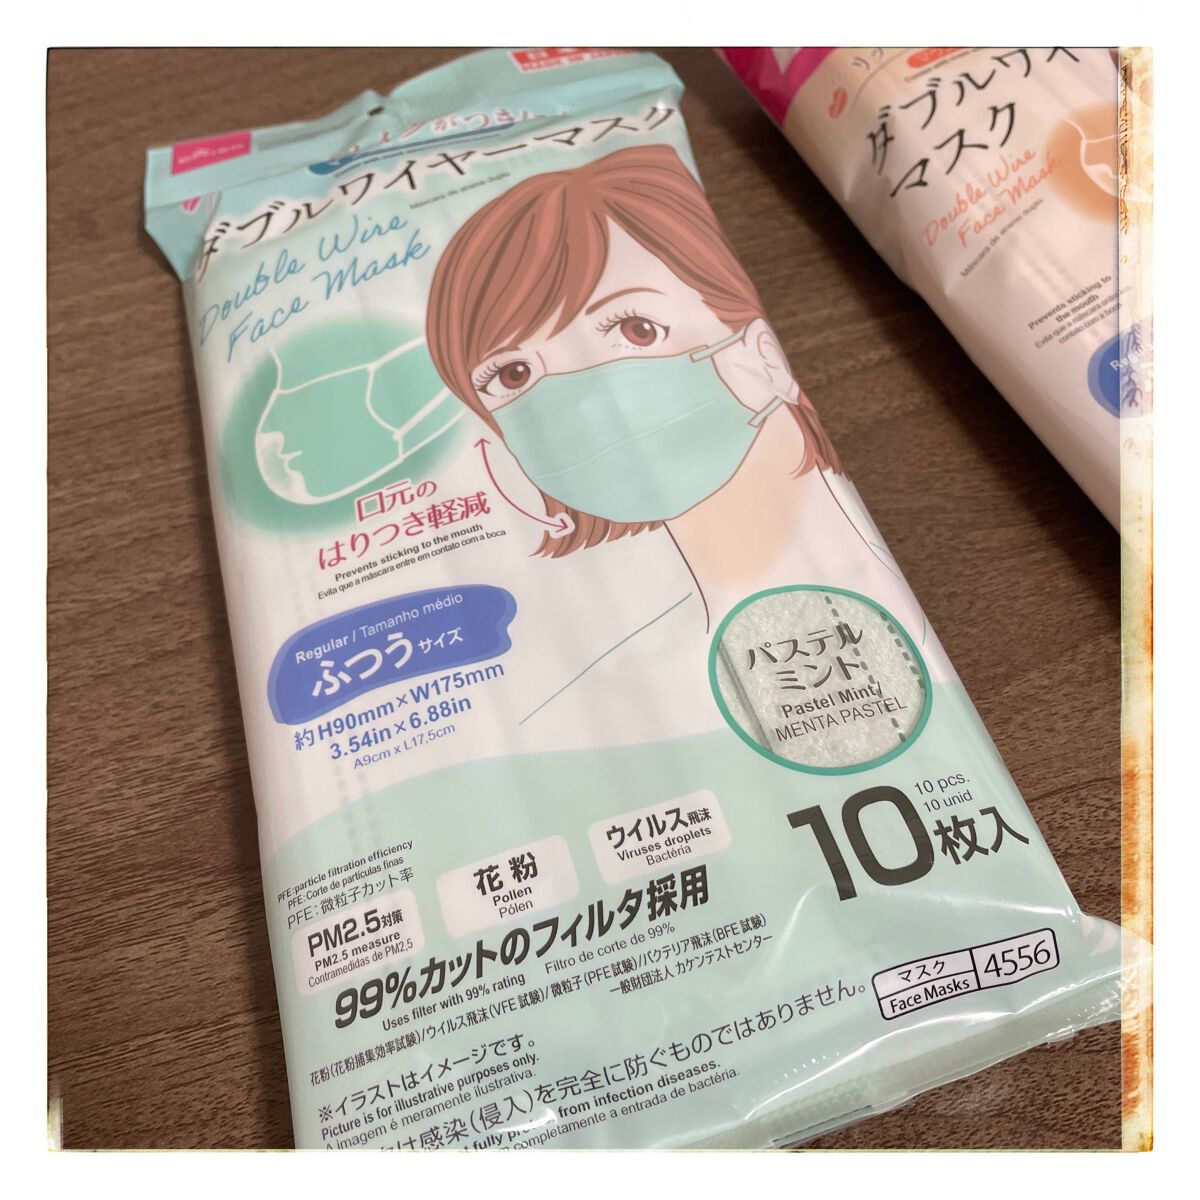 ダブルワイヤーマスク
Máscara de arame duplo
Double Wire
Face Mask
口元の
はりつき軽減
Prevents sticking to the mouth
Evita que a máscara entre em contato com a boca
Regular / Tamanho médio
ふつうサイズ
約H90mm×W175mm
3.54in×6.88in
A9cm x L17,5cm
パステル
ミント
Pastel Mint/
MENTA PASTEL
10 pcs.
10 unid
10枚入
PFE:particle filtration efficiency
PFE: Corte de partículas finas
PFE:微粒子カット率
PM2.5対策
PM2.5 measure
Contramedidas de PM2,5
花粉
Pollen
Pólen
ウイルス飛沫
Viruses droplets
Bactéria
99%カットのフィルタ採用
Uses filter with 99% rating
Filtro de corte de 99%
花粉(花粉捕集効率試験)/ウイルス飛沫(VFE試験)/微粒子(PFE試験)/バクテリア飛沫(BFE試験)
一般財団法人 カケンテストセンター
※イラストはイメージです。
Picture is for illustrative purposes only.
A imagem é meramente ilustrativa.
マスク
Face Masks
4556
は感染(侵入)を完全に防ぐものではありません。
from infection diseases.
completamente a entrada de bactéria.
ダブルワイ
マスク
Double Wire
Face Mask
Máscara de arame duplo
Prevents sticking to
the mouth
Evita que a máscara entre em
contato com a boca